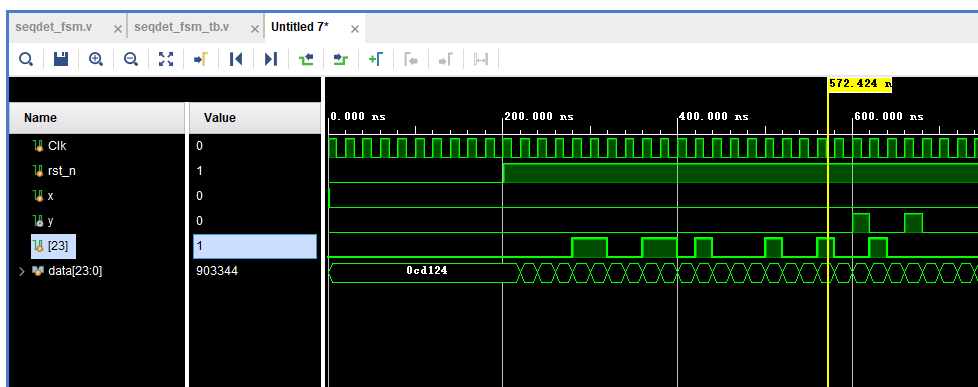 seqdet_fsm.v × seqdet_fsm_tb.v × Untitled 7* ×
572.424 n
Name Value
0.000 ns 200.000 ns 400.000 ns 600.000 ns
Clk 0
rst_n 1
x 0
y 0
[23] 1
data[23:0] 903344 0cd124